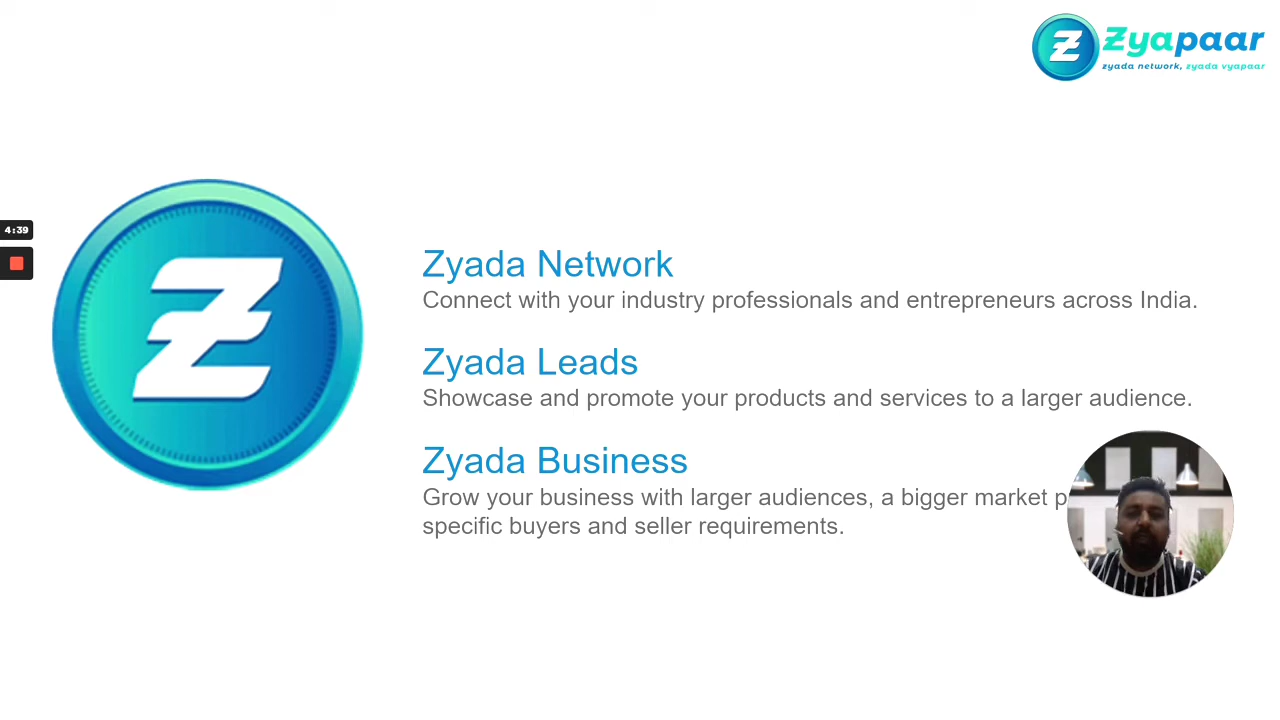 Zyapaar
zyada network, zyada vyapaar
4:39
Zyada Network
Connect with your industry professionals and entrepreneurs across India.
Zyada Leads
Showcase and promote your products and services to a larger audience.
Zyada Business
Grow your business with larger audiences, a bigger market
specific buyers and seller requirements.